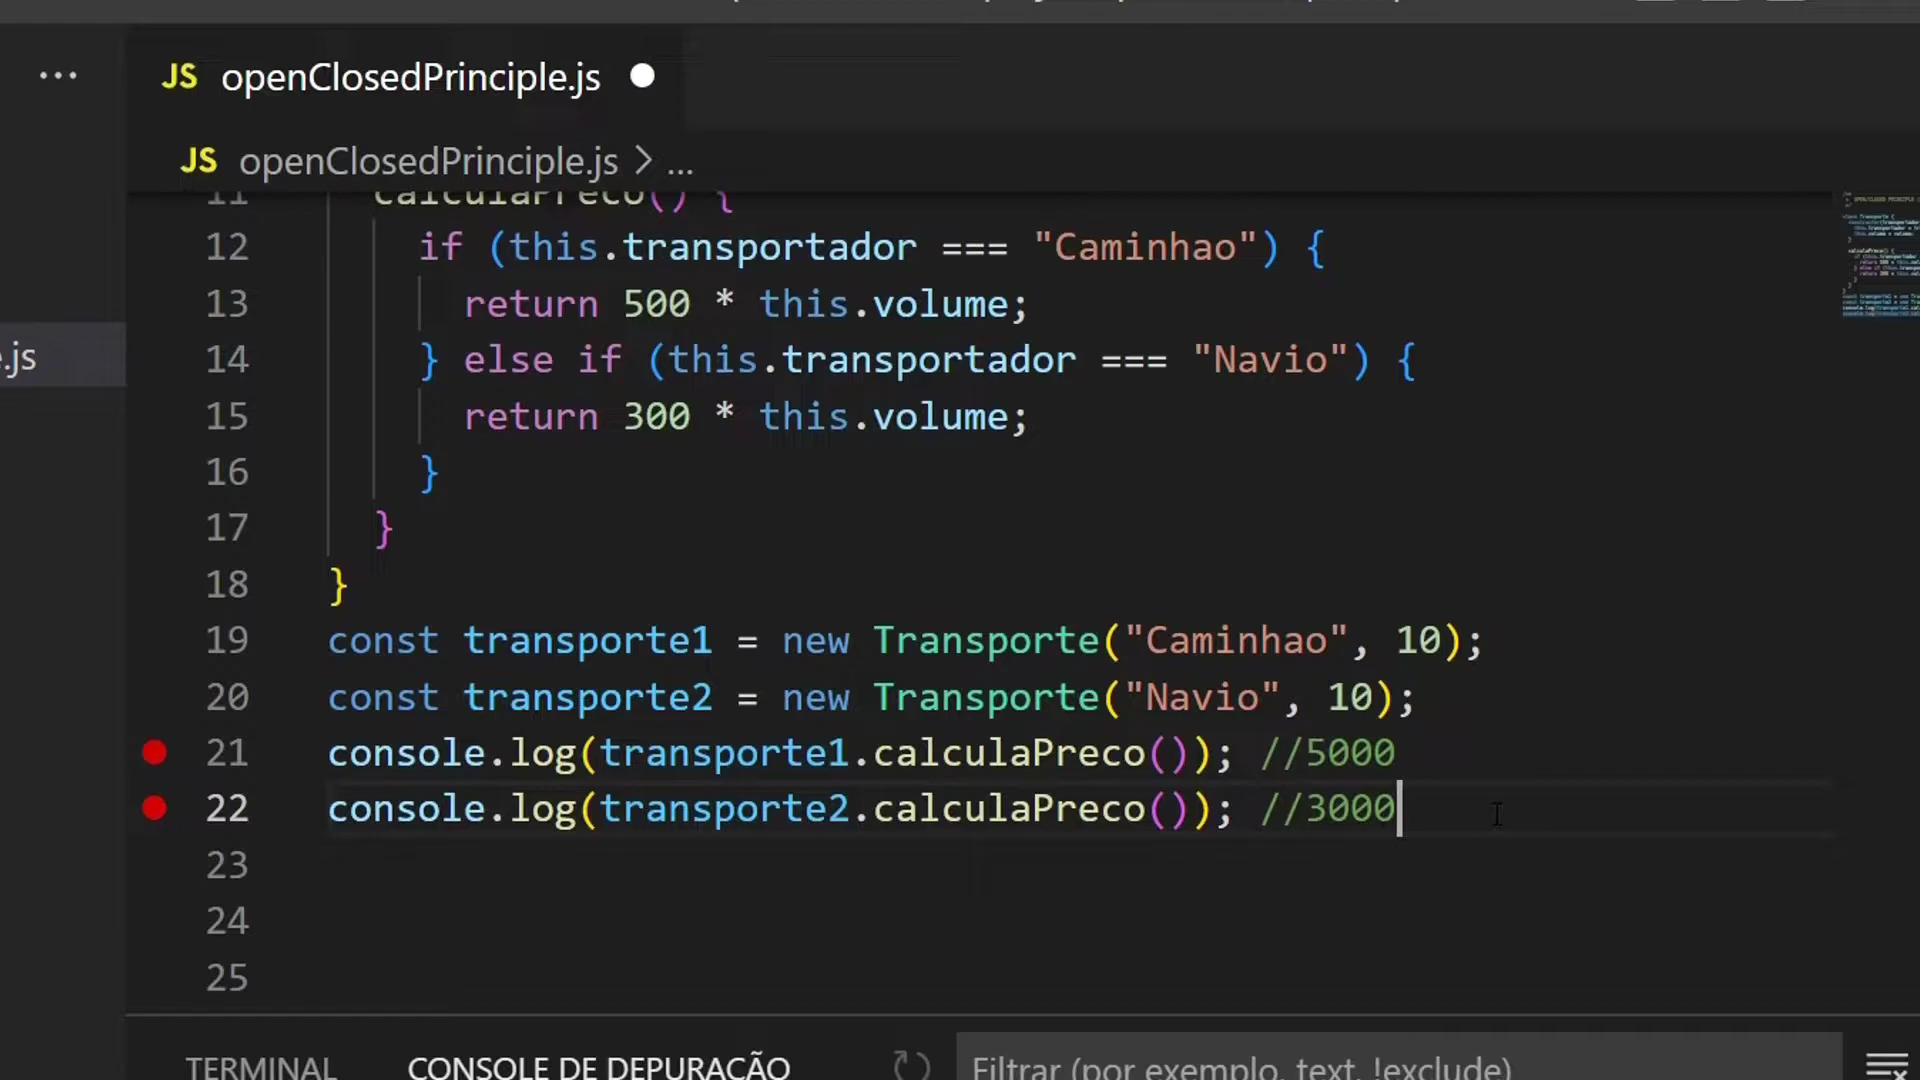 JS openClosedPrinciple.js
JS openClosedPrinciple.js > ...
11 calculaPreco() {
12 if (this.transportador === "Caminhao") {
13 return 500 * this.volume;
14 } else if (this.transportador === "Navio") {
.js
15 return 300 * this.volume;
16 }
17 }
18 }
19 const transporte1 = new Transporte("Caminhao", 10);
20 const transporte2 = new Transporte("Navio", 10);
21 console.log(transporte1.calculaPreco()); //5000
22 console.log(transporte2.calculaPreco()); //3000
23
24
25
TERMINAL CONSOLE DE DEPURAÇÃO Filtrar (por exemplo, text, !exclude)